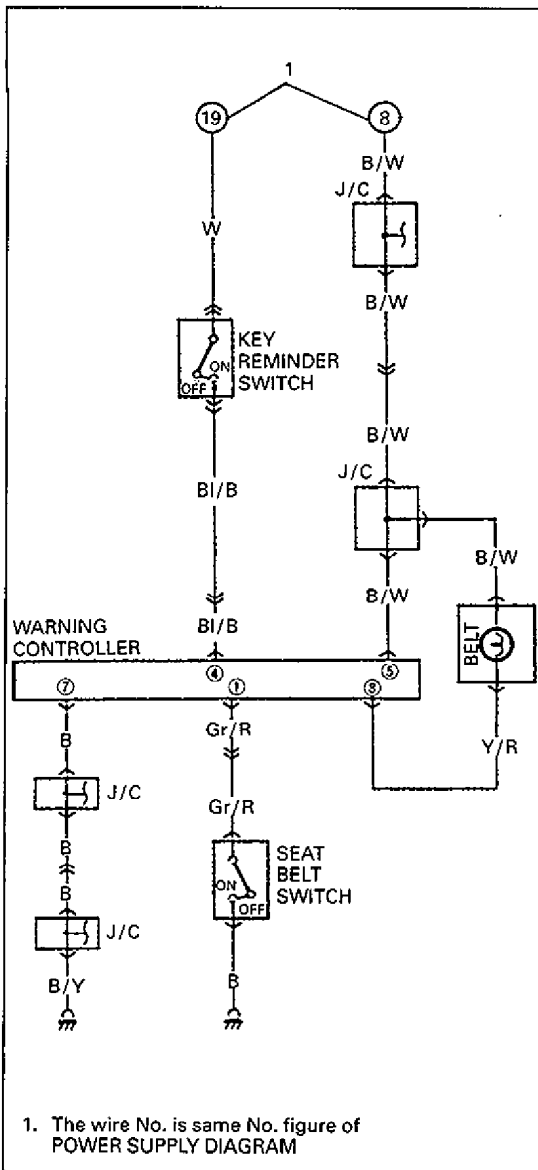 1
19
8
B/W
J/C
W
B/W
KEY
REMINDER
SWITCH
ON
OFF
B/W
J/C
Bl/B
B/W
B/W
BELT
Bl/B
WARNING
CONTROLLER
4
5
7
1
3
B
Gr/R
Y/R
J/C
Gr/R
B
SEAT
BELT
SWITCH
ON
OFF
B
J/C
B/Y
B
1. The wire No. is same No. figure of
POWER SUPPLY DIAGRAM